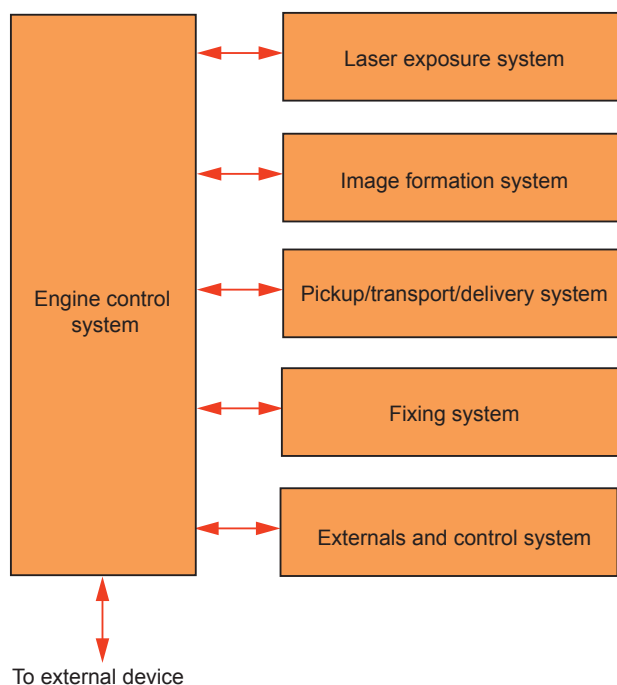 Laser exposure system
Image formation system
Engine control
system
Pickup/transport/delivery system
Fixing system
Externals and control system
To external device